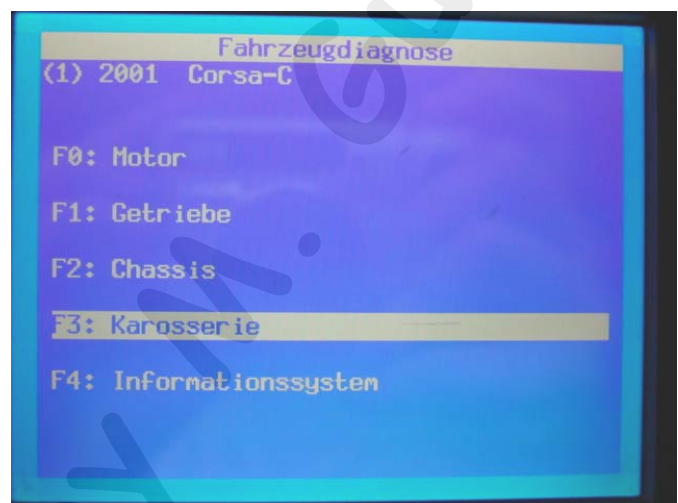 Fahrzeugdiagnose
(1) 2001 Corsa-C
F0: Motor
F1: Getriebe
F2: Chassis
F3: Karosserie
F4: Informationssystem